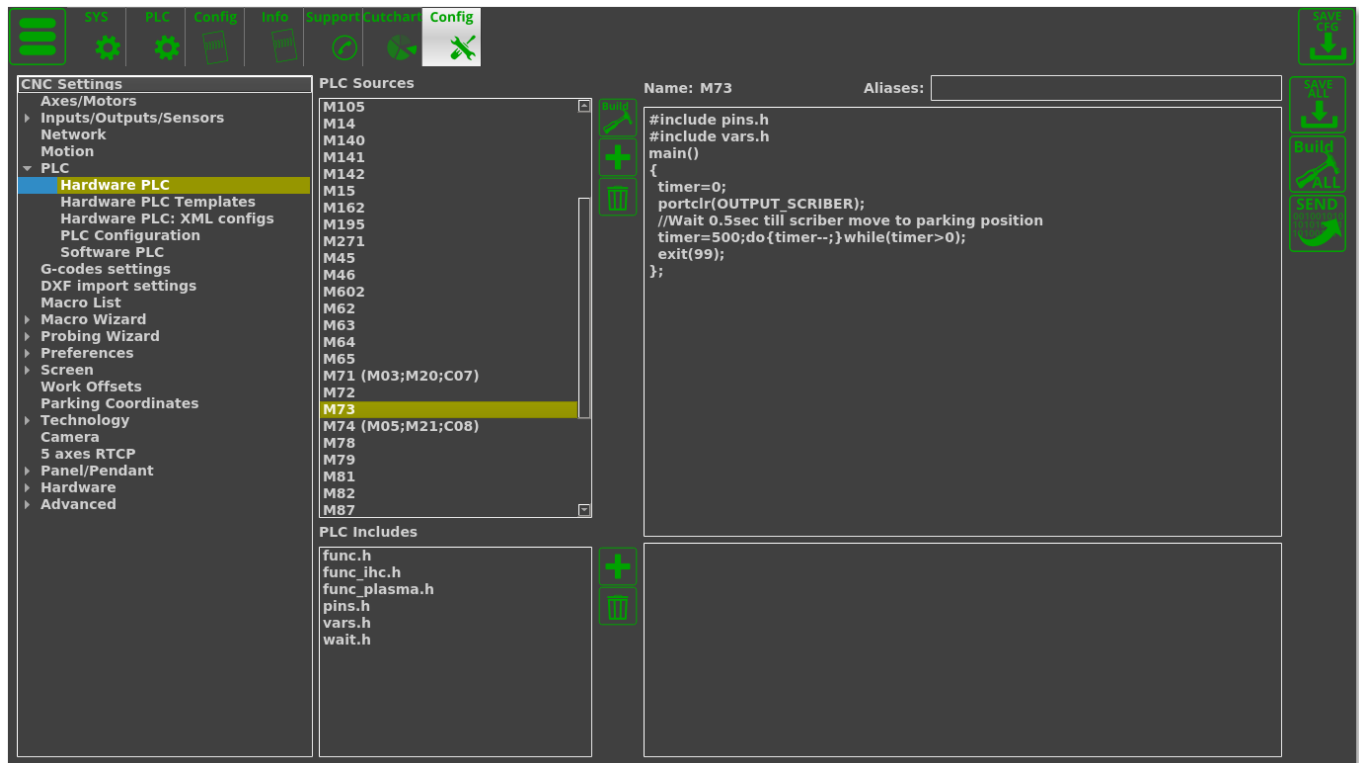 SYS PLC Config Info Support Cutchart Config
SAVE CFG
CNC Settings
Axes/Motors
Inputs/Outputs/Sensors
Network
Motion
PLC
Hardware PLC
Hardware PLC Templates
Hardware PLC: XML configs
PLC Configuration
Software PLC
G-codes settings
DXF import settings
Macro List
Macro Wizard
Probing Wizard
Preferences
Screen
Work Offsets
Parking Coordinates
Technology
Camera
5 axes RTCP
Panel/Pendant
Hardware
Advanced
PLC Sources
M105
M14
M140
M141
M142
M15
M162
M195
M271
M45
M46
M602
M62
M63
M64
M65
M71 (M03;M20;C07)
M72
M73
M74 (M05;M21;C08)
M78
M79
M81
M82
M87
Build
PLC Includes
func.h
func_ihc.h
func_plasma.h
pins.h
vars.h
wait.h
Name: M73 Aliases:
#include pins.h
#include vars.h
main()
{
timer=0;
portclr(OUTPUT_SCRIBER);
//Wait 0.5sec till scriber move to parking position
timer=500;do{timer--;}while(timer>0);
exit(99);
};
SAVE ALL
Build ALL
SEND